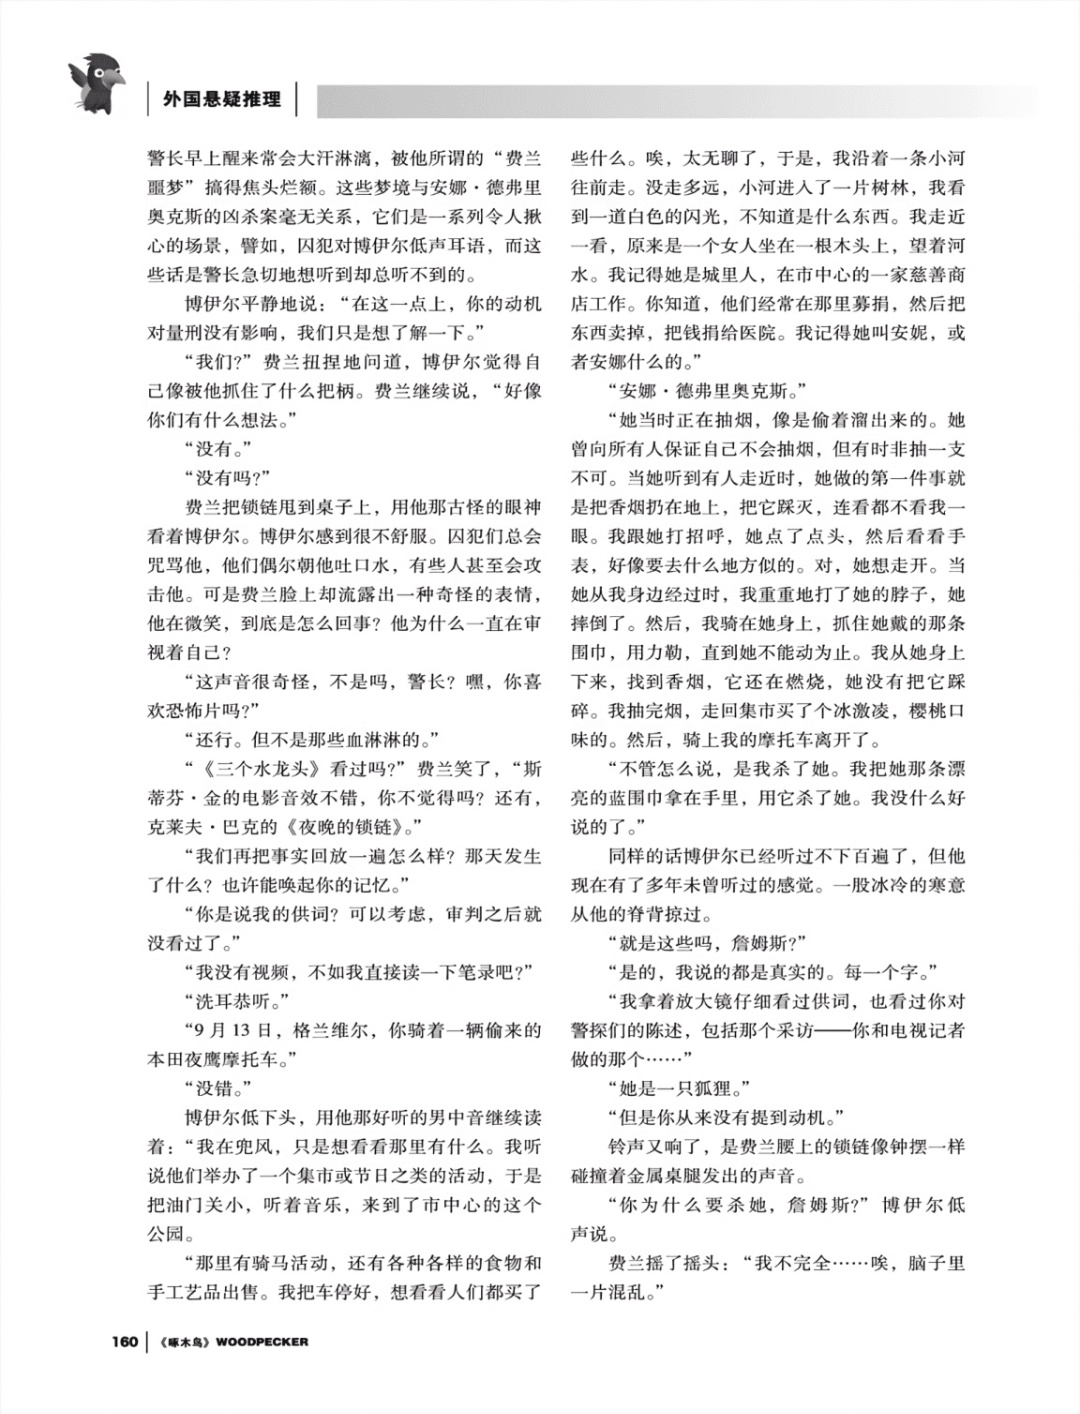 外国悬疑推理
警长早上醒来常会大汗淋漓，被他所谓的“费兰
噩梦”搞得焦头烂额。这些梦境与安娜·德弗里
奥克斯的凶杀案毫无关系，它们是一系列令人揪
心的场景，譬如，囚犯对博伊尔低声耳语，而这
些话是警长急切地想听到却总听不到的。
博伊尔平静地说：“在这一点上，你的动机
对量刑没有影响，我们只是想了解一下。”
“我们？”费兰扭捏地问道，博伊尔觉得自
己像被他抓住了什么把柄。费兰继续说，“好像
你们有什么想法。”
“没有。”
“没有吗？”
费兰把锁链甩到桌子上，用他那古怪的眼神
看着博伊尔。博伊尔感到很不舒服。囚犯们总会
咒骂他，他们偶尔朝他吐口水，有些人甚至会攻
击他。可是费兰脸上却流露出一种奇怪的表情，
他在微笑，到底是怎么回事？他为什么一直在审
视着自己？
“这声音很奇怪，不是吗，警长？嘿，你喜
欢恐怖片吗？”
“还行。但不是那些血淋淋的。”
“《三个水龙头》看过吗？”费兰笑了，“斯
蒂芬·金的电影音效不错，你不觉得吗？还有，
克莱夫·巴克的《夜晚的锁链》。”
“我们再把事实回放一遍怎么样？那天发生
了什么？也许能唤起你的记忆。”
“你是说我的供词？可以考虑，审判之后就
没看过了。”
“我没有视频，不如我直接读一下笔录吧？”
“洗耳恭听。”
“9月13日，格兰维尔，你骑着一辆偷来的
本田夜鹰摩托车。”
“没错。”
博伊尔低下头，用他那好听的男中音继续读
着：“我在兜风，只是想看看那里有什么。我听
说他们举办了一个集市或节日之类的活动，于是
把油门关小，听着音乐，来到了市中心的这个
公园。
“那里有骑马活动，还有各种各样的食物和
手工艺品出售。我把车停好，想看看人们都买了
些什么。唉，太无聊了，于是，我沿着一条小河
往前走。没走多远，小河进入了一片树林，我看
到一道白色的闪光，不知道是什么东西。我走近
一看，原来是一个女人坐在一根木头上，望着河
水。我记得她是城里人，在市中心的一家慈善商
店工作。你知道，他们经常在那里募捐，然后把
东西卖掉，把钱捐给医院。我记得她叫安妮，或
者安娜什么的。”
“安娜·德弗里奥克斯。”
“她当时正在抽烟，像是偷着溜出来的。她
曾向所有人保证自己不会抽烟，但有时非抽一支
不可。当她听到有人走近时，她做的第一件事就
是把香烟扔在地上，把它踩灭，连看都不看我一
眼。我跟她打招呼，她点了点头，然后看看手
表，好像要去什么地方似的。对，她想走开。当
她从我身边经过时，我重重地打了她的脖子，她
摔倒了。然后，我骑在她身上，抓住她戴的那条
围巾，用力勒，直到她不能动为止。我从她身上
下来，找到香烟，它还在燃烧，她没有把它踩
碎。我抽完烟，走回集市买了个冰激凌，樱桃口
味的。然后，骑上我的摩托车离开了。
“不管怎么说，是我杀了她。我把她那条漂
亮的蓝围巾拿在手里，用它杀了她。我没什么好
说的了。”
同样的话博伊尔已经听过不下百遍了，但他
现在有了多年未曾听过的感觉。一股冰冷的寒意
从他的脊背掠过。
“就是这些吗，詹姆斯？”
“是的，我说的都是真实的。每一个字。”
“我拿着放大镜仔细看过供词，也看过你对
警探们的陈述，包括那个采访——你和电视记者
做的那个……”
“她是一只狐狸。”
“但是你从来没有提到动机。”
铃声又响了，是费兰腰上的锁链像钟摆一样
碰撞着金属桌腿发出的声音。
“你为什么要杀她，詹姆斯？”博伊尔低
声说。
费兰摇了摇头：“我不完全……唉，脑子里
一片混乱。”
160 《啄木鸟》WOODPECKER